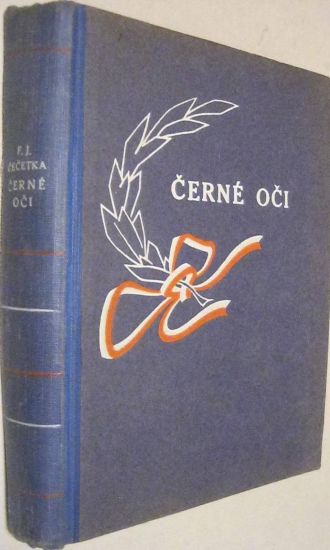 F. J.
ČEČETKA
ČERNÉ
OČI
ČERNÉ OČI